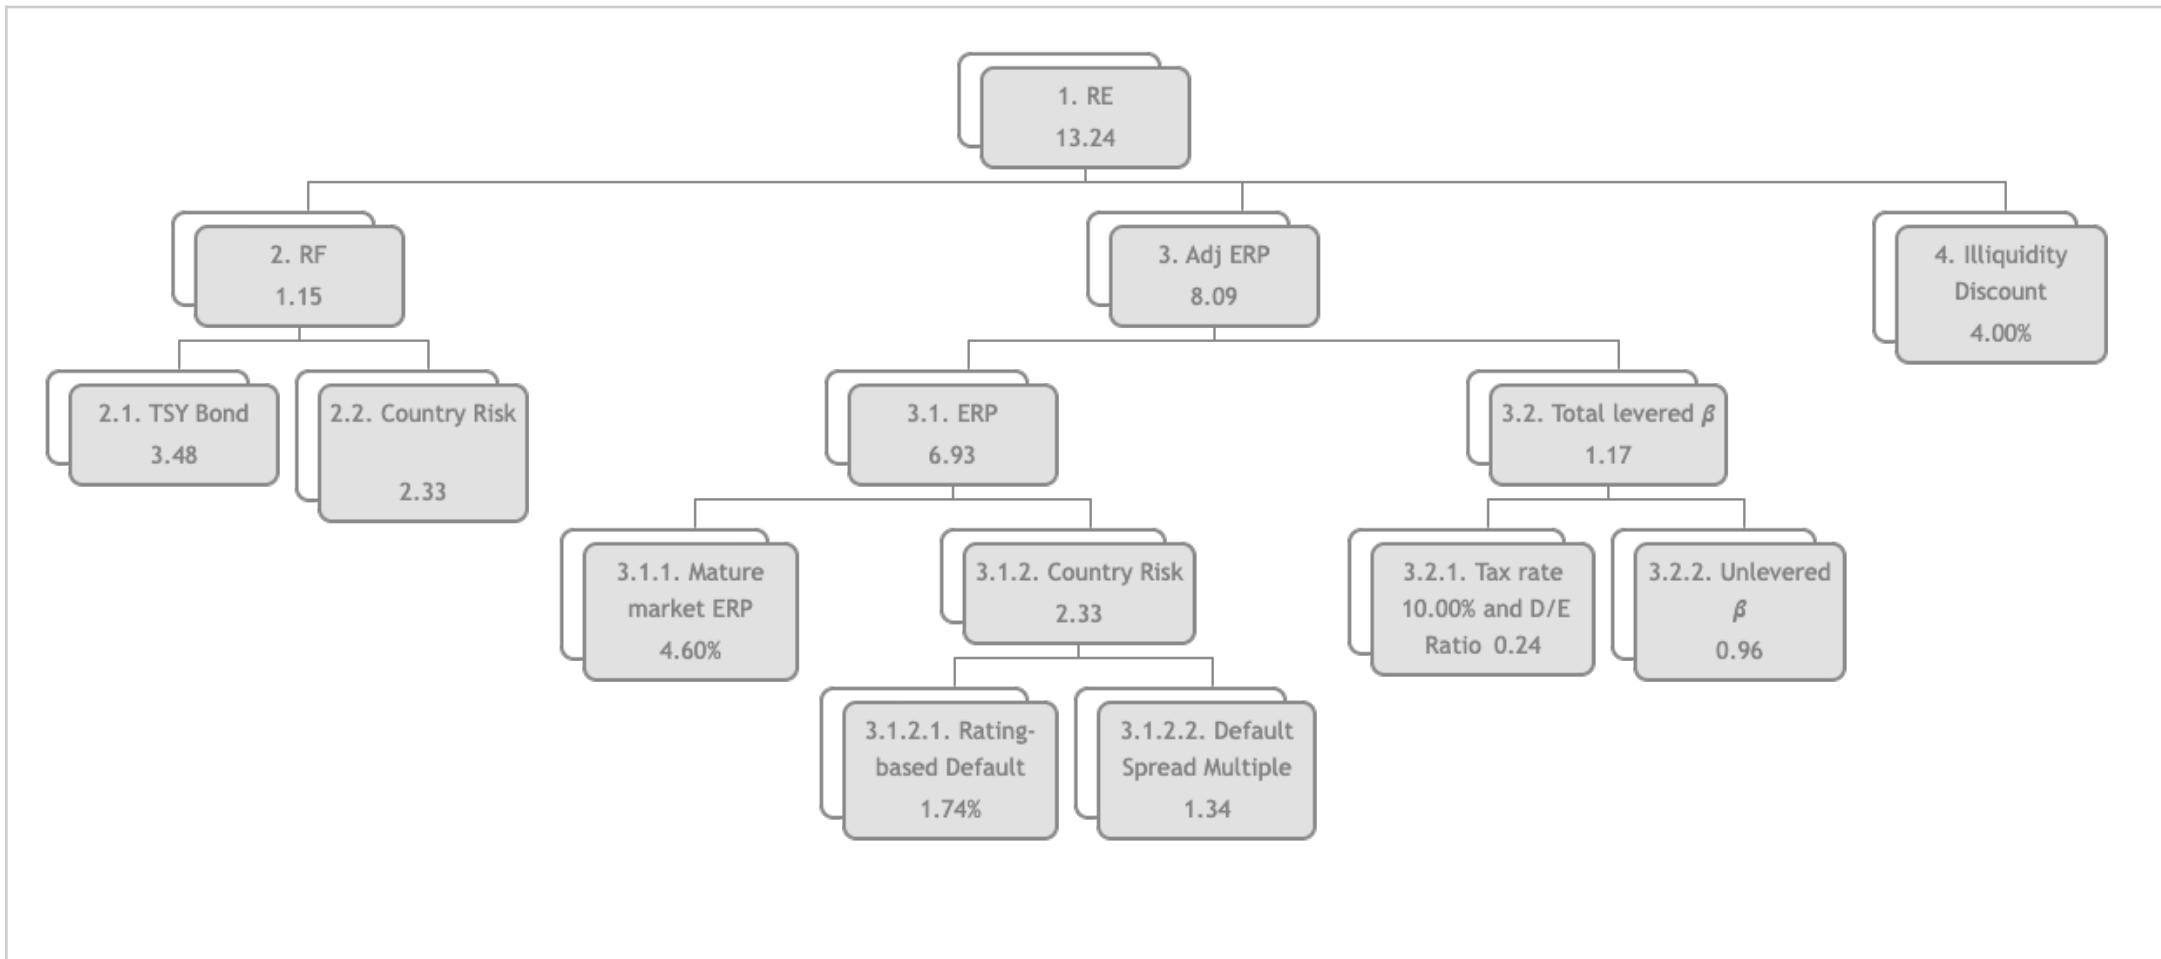 1. RE
13.24
2. RF
1.15
3. Adj ERP
8.09
4. Illiquidity
Discount
4.00%
2.1. TSY Bond
3.48
2.2. Country Risk
2.33
3.1. ERP
6.93
3.2. Total levered β
1.17
3.1.1. Mature
market ERP
4.60%
3.1.2. Country Risk
2.33
3.2.1. Tax rate
10.00% and D/E
Ratio 0.24
3.2.2. Unlevered
β
0.96
3.1.2.1. Rating-
based Default
1.74%
3.1.2.2. Default
Spread Multiple
1.34